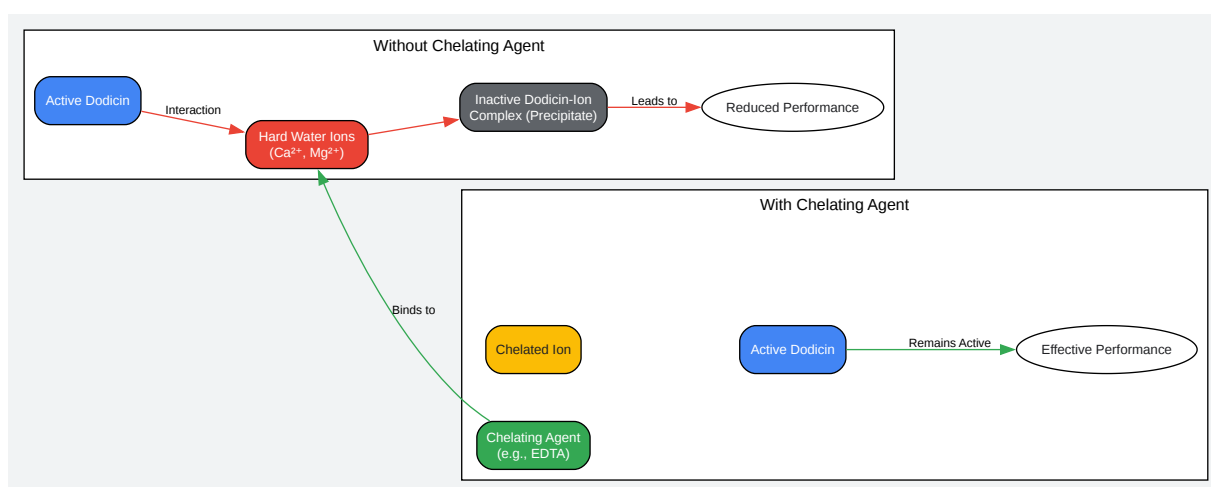 Without Chelating Agent
Active Dodicin
Interaction
Hard Water Ions
(Ca²⁺, Mg²⁺)
Inactive Dodicin-Ion
Complex (Precipitate)
Leads to
Reduced Performance
With Chelating Agent
Binds to
Chelated Ion
Active Dodicin
Remains Active
Effective Performance
Chelating Agent
(e.g., EDTA)